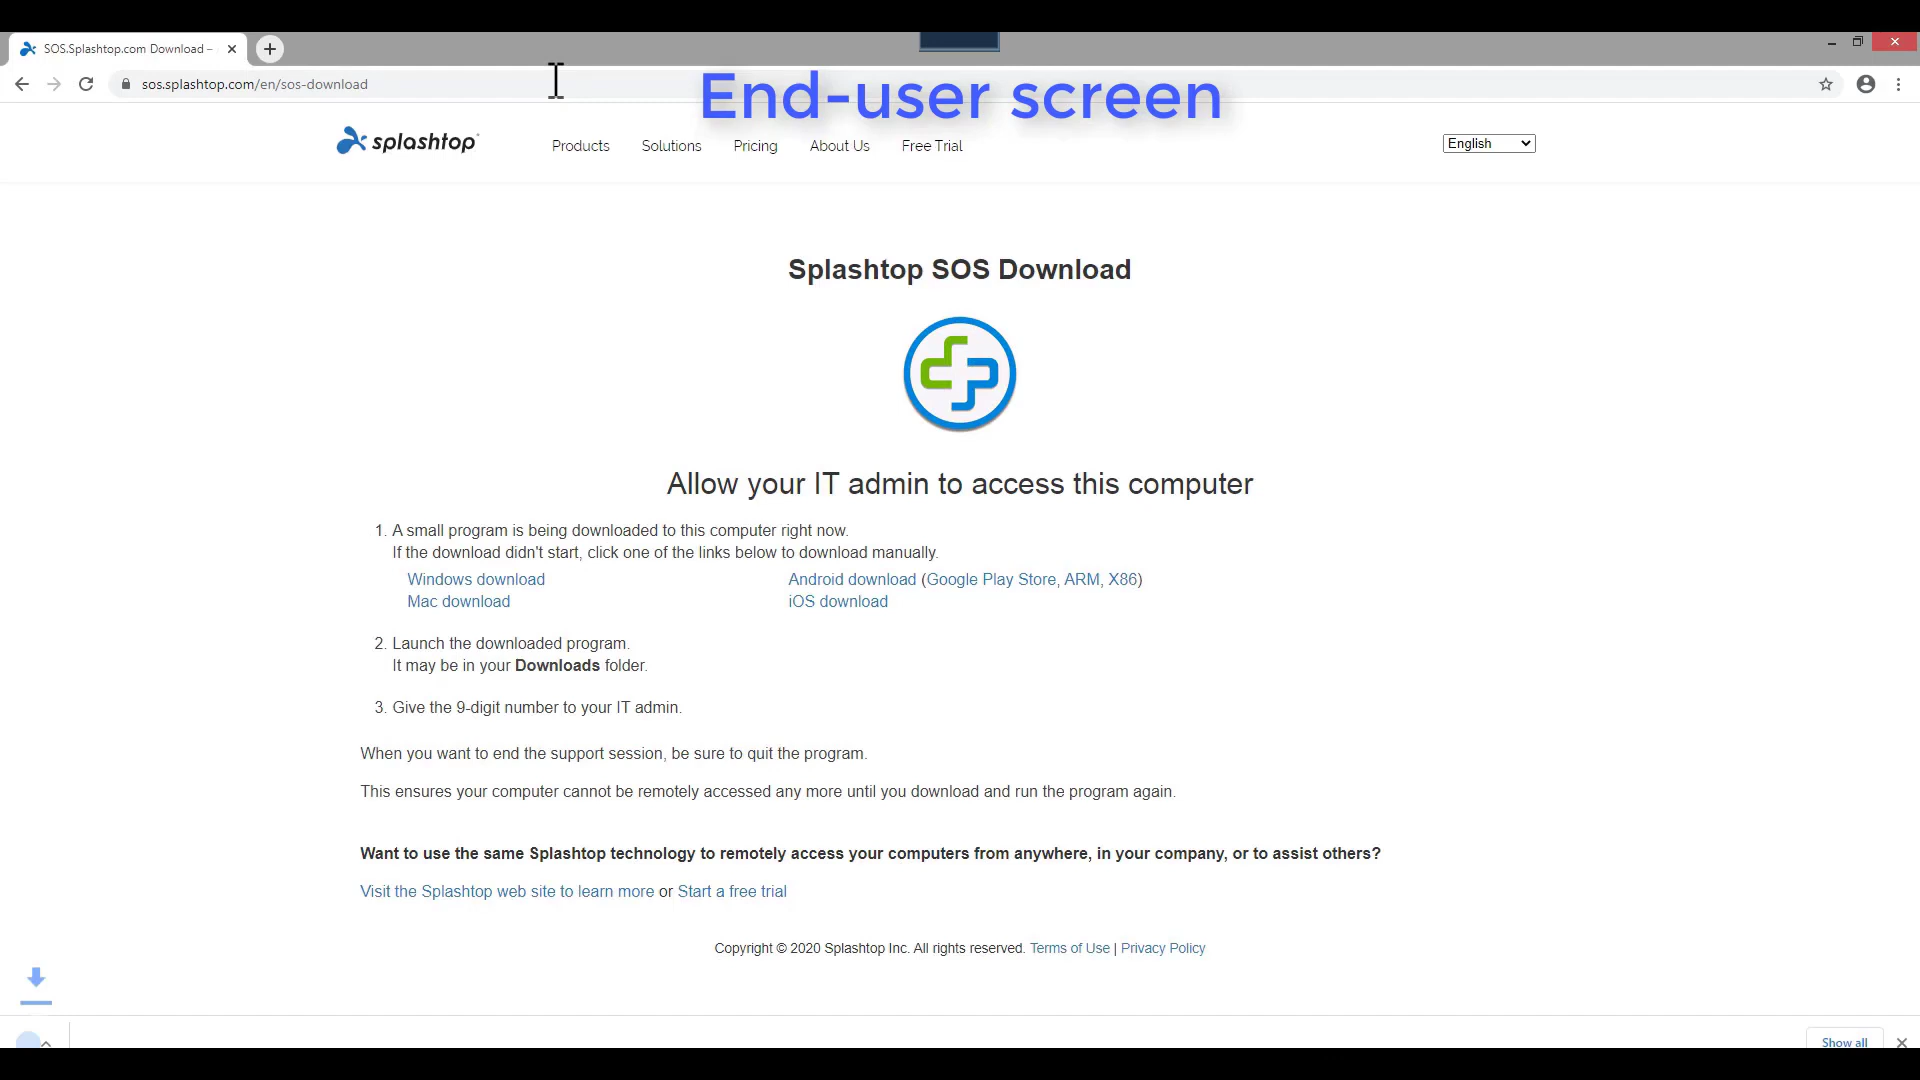 SOS.Splashtop.com Download –
sos.splashtop.com/en/sos-download
End-user screen
splashtop
Products Solutions Pricing About Us Free Trial
English
Splashtop SOS Download
Allow your IT admin to access this computer
1. A small program is being downloaded to this computer right now.
If the download didn't start, click one of the links below to download manually.
Windows download Android download (Google Play Store, ARM, X86)
Mac download iOS download
2. Launch the downloaded program.
It may be in your Downloads folder.
3. Give the 9-digit number to your IT admin.
When you want to end the support session, be sure to quit the program.
This ensures your computer cannot be remotely accessed any more until you download and run the program again.
Want to use the same Splashtop technology to remotely access your computers from anywhere, in your company, or to assist others?
Visit the Splashtop web site to learn more or Start a free trial
Copyright © 2020 Splashtop Inc. All rights reserved. Terms of Use | Privacy Policy
Show all